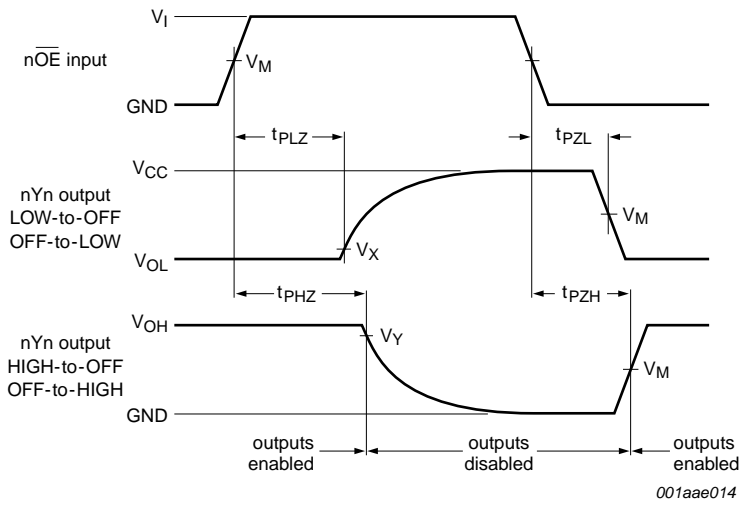 V_I
nO̅E̅ input
V_M
GND
t_PLZ
t_PZL
V_CC
nYn output
LOW-to-OFF
OFF-to-LOW
V_M
V_X
V_OL
t_PHZ
t_PZH
V_OH
nYn output
HIGH-to-OFF
OFF-to-HIGH
V_Y
V_M
GND
outputs
enabled
outputs
disabled
outputs
enabled
001aae014